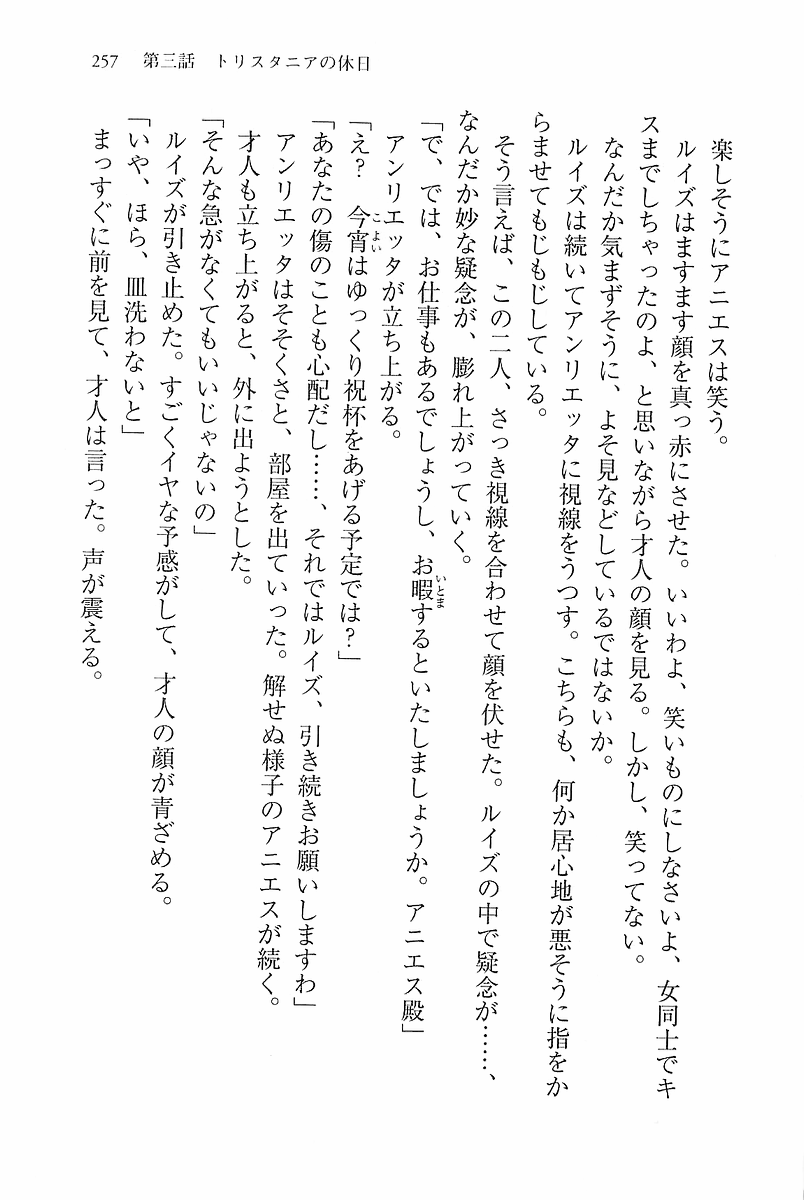 257　第三話　トリスタニアの休日
楽しそうにアニエスは笑う。
ルイズはますます顔を真っ赤にさせた。いいわよ、笑いものにしなさいよ、女同士でキ
スまでしちゃったのよ、と思いながら才人の顔を見る。しかし、笑ってない。
なんだか気まずそうに、よそ見などしているではないか。
ルイズは続いてアンリエッタに視線をうつす。こちらも、何か居心地が悪そうに指をか
らませてもじもじしている。
そう言えば、この二人、さっき視線を合わせて顔を伏せた。ルイズの中で疑念が……、
なんだか妙な疑念が、膨れ上がっていく。
「で、では、お仕事もあるでしょうし、お暇するといたしましょうか。アニエス殿」
アンリエッタが立ち上がる。
「え？　今宵はゆっくり祝杯をあげる予定では？」
「あなたの傷のことも心配だし……、それではルイズ、引き続きお願いしますわ」
アンリエッタはそそくさと、部屋を出ていった。解せぬ様子のアニエスが続く。
才人も立ち上がると、外に出ようとした。
「そんな急がなくてもいいじゃないの」
ルイズが引き止めた。すごくイヤな予感がして、才人の顔が青ざめる。
「いや、ほら、皿洗わないと」
まっすぐに前を見て、才人は言った。声が震える。